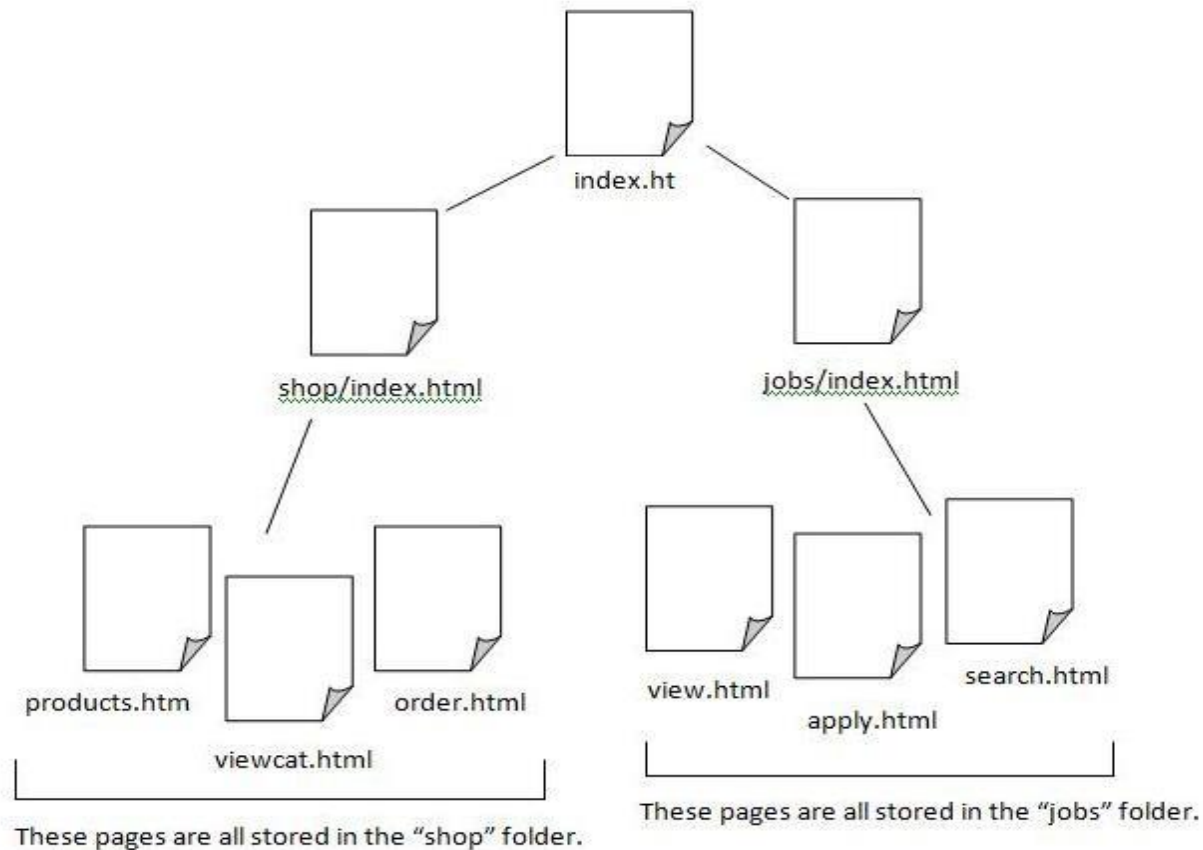 index.ht
shop/index.html
jobs/index.html
products.htm
viewcat.html
order.html
view.html
apply.html
search.html
These pages are all stored in the “shop” folder.
These pages are all stored in the “jobs” folder.